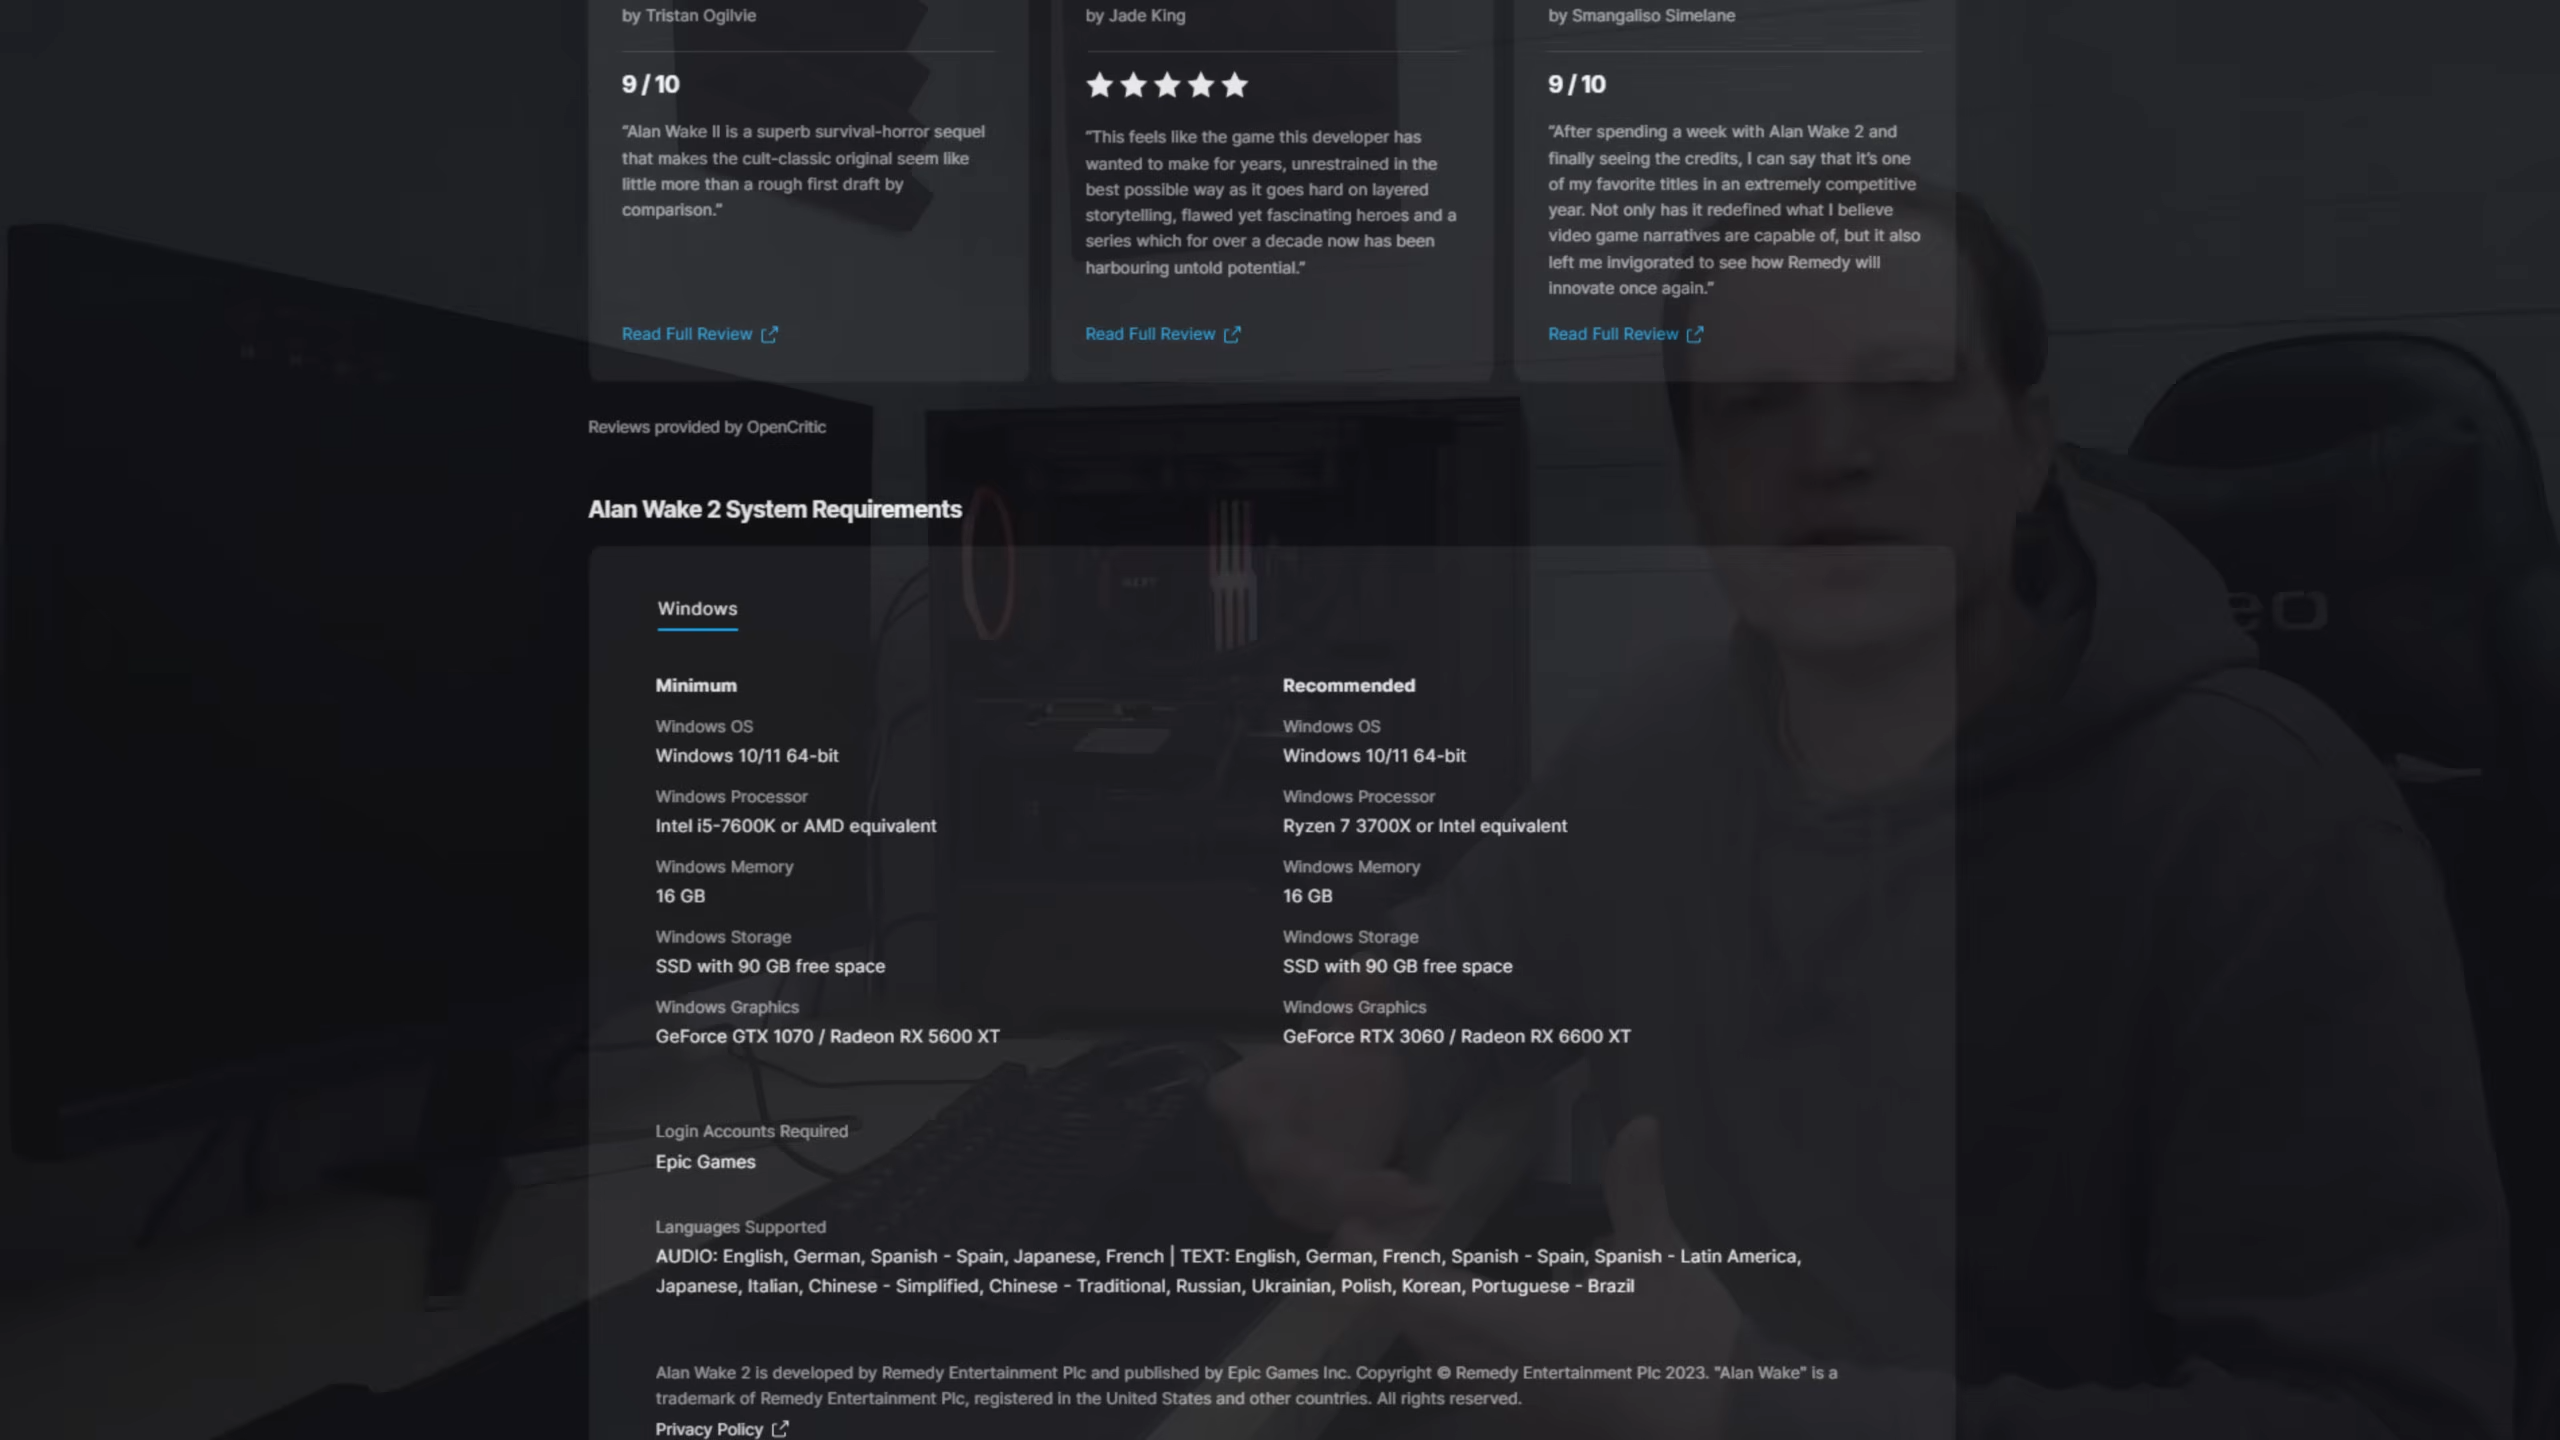 by Tristan Ogilvie
9 / 10
“Alan Wake II is a superb survival-horror sequel
that makes the cult-classic original seem like
little more than a rough first draft by
comparison.”
Read Full Review
by Jade King
“This feels like the game this developer has
wanted to make for years, unrestrained in the
best possible way as it goes hard on layered
storytelling, flawed yet fascinating heroes and a
series which for over a decade now has been
harbouring untold potential.”
Read Full Review
by Smangaliso Simelane
9 / 10
“After spending a week with Alan Wake 2 and
finally seeing the credits, I can say that it’s one
of my favorite titles in an extremely competitive
year. Not only has it redefined what I believe
video game narratives are capable of, but it also
left me invigorated to see how Remedy will
innovate once again.”
Read Full Review
Reviews provided by OpenCritic
Alan Wake 2 System Requirements
Windows
Minimum
Windows OS
Windows 10/11 64-bit
Windows Processor
Intel i5-7600K or AMD equivalent
Windows Memory
16 GB
Windows Storage
SSD with 90 GB free space
Windows Graphics
GeForce GTX 1070 / Radeon RX 5600 XT
Recommended
Windows OS
Windows 10/11 64-bit
Windows Processor
Ryzen 7 3700X or Intel equivalent
Windows Memory
16 GB
Windows Storage
SSD with 90 GB free space
Windows Graphics
GeForce RTX 3060 / Radeon RX 6600 XT
Login Accounts Required
Epic Games
Languages Supported
AUDIO: English, German, Spanish - Spain, Japanese, French | TEXT: English, German, French, Spanish - Spain, Spanish - Latin America,
Japanese, Italian, Chinese - Simplified, Chinese - Traditional, Russian, Ukrainian, Polish, Korean, Portuguese - Brazil
Alan Wake 2 is developed by Remedy Entertainment Plc and published by Epic Games Inc. Copyright © Remedy Entertainment Plc 2023. "Alan Wake" is a
trademark of Remedy Entertainment Plc, registered in the United States and other countries. All rights reserved.
Privacy Policy
NZXT